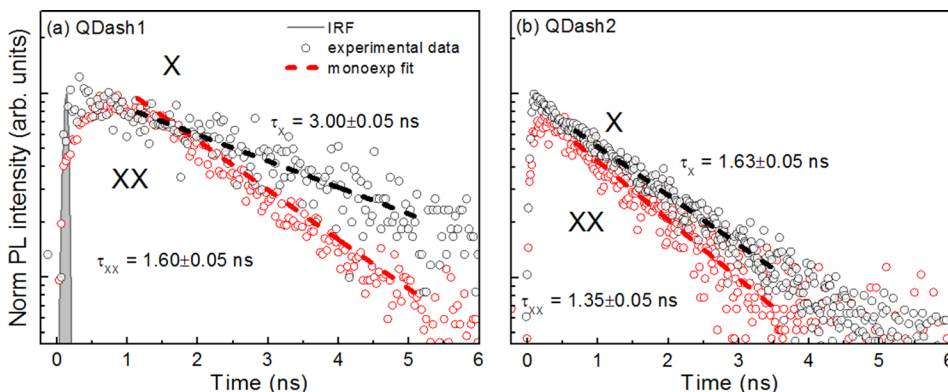 (a) QDash1
IRF
experimental data
monoexp fit
X
τX = 3.00±0.05 ns
XX
τXX = 1.60±0.05 ns
Norm PL intensity (arb. units)
0 1 2 3 4 5 6
Time (ns)
(b) QDash2
X
τX = 1.63±0.05 ns
XX
τXX = 1.35±0.05 ns
0 1 2 3 4 5 6
Time (ns)